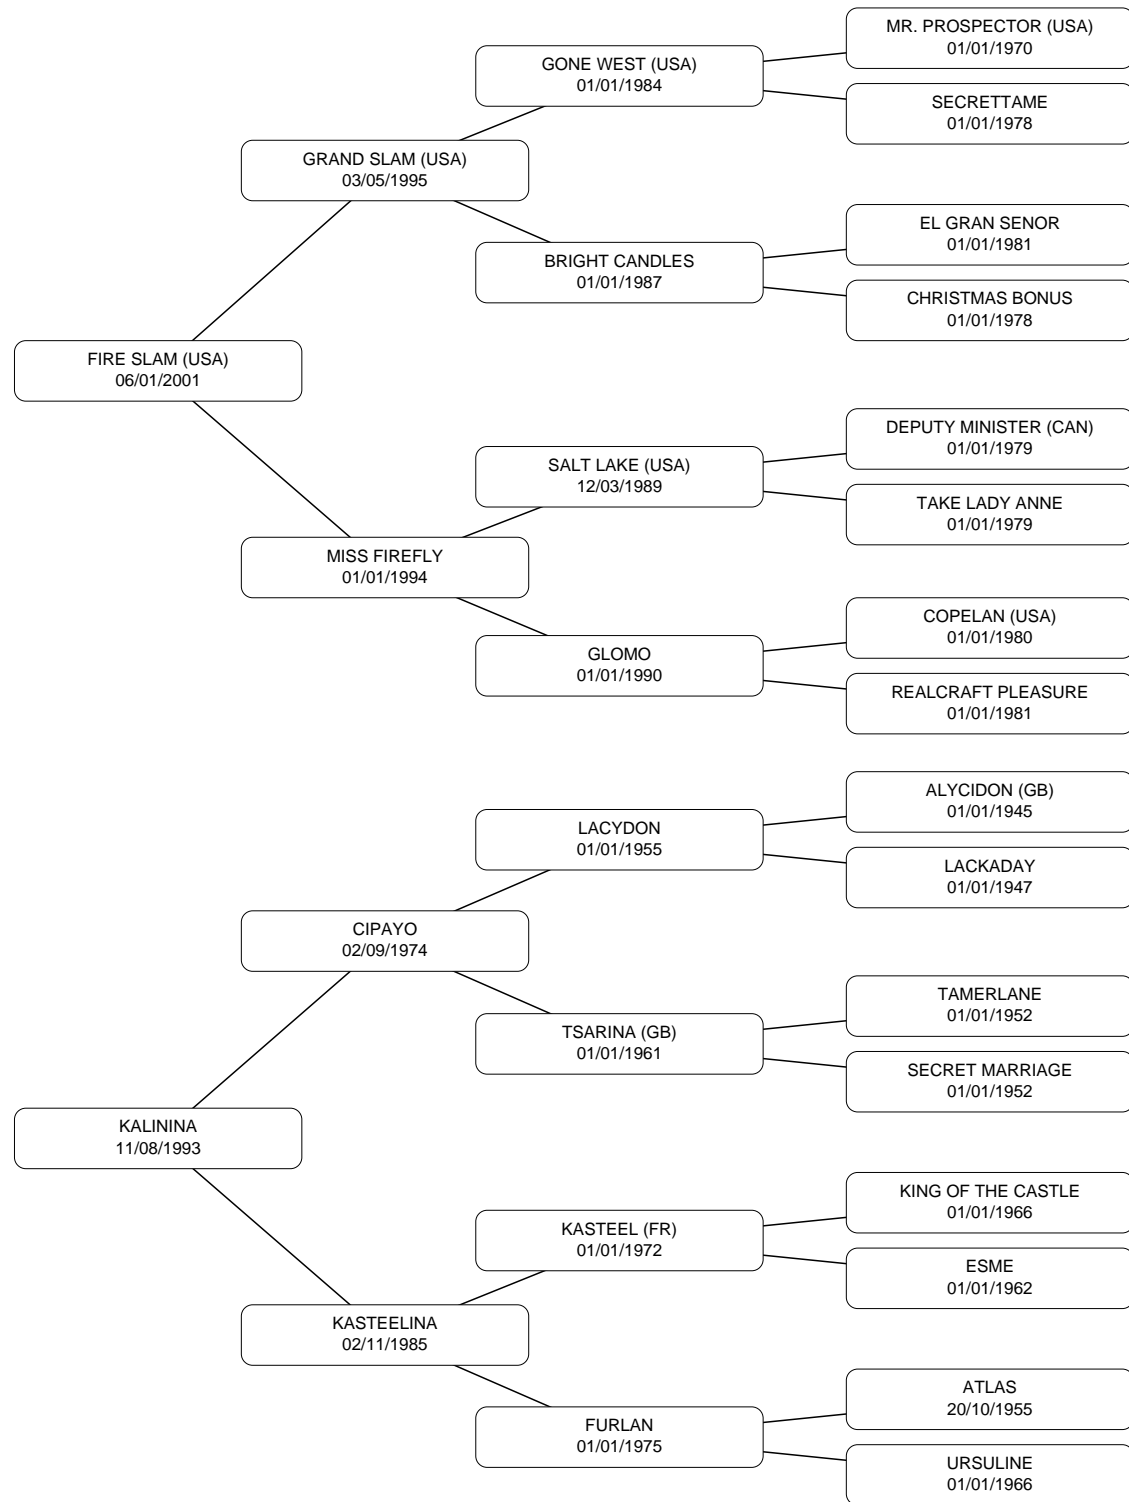 MR. PROSPECTOR (USA)
01/01/1970
GONE WEST (USA)
01/01/1984
SECRETTAME
01/01/1978
GRAND SLAM (USA)
03/05/1995
EL GRAN SENOR
01/01/1981
BRIGHT CANDLES
01/01/1987
CHRISTMAS BONUS
01/01/1978
FIRE SLAM (USA)
06/01/2001
DEPUTY MINISTER (CAN)
01/01/1979
SALT LAKE (USA)
12/03/1989
TAKE LADY ANNE
01/01/1979
MISS FIREFLY
01/01/1994
COPELAN (USA)
01/01/1980
GLOMO
01/01/1990
REALCRAFT PLEASURE
01/01/1981
ALYCIDON (GB)
01/01/1945
LACYDON
01/01/1955
LACKADAY
01/01/1947
CIPAYO
02/09/1974
TAMERLANE
01/01/1952
TSARINA (GB)
01/01/1961
SECRET MARRIAGE
01/01/1952
KALININA
11/08/1993
KING OF THE CASTLE
01/01/1966
KASTEEL (FR)
01/01/1972
ESME
01/01/1962
KASTEELINA
02/11/1985
ATLAS
20/10/1955
FURLAN
01/01/1975
URSULINE
01/01/1966